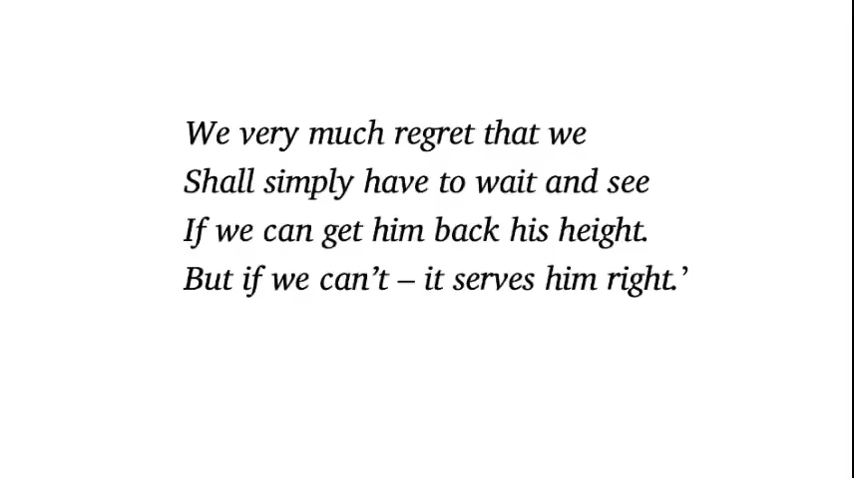 We very much regret that we
Shall simply have to wait and see
If we can get him back his height.
But if we can’t – it serves him right.’